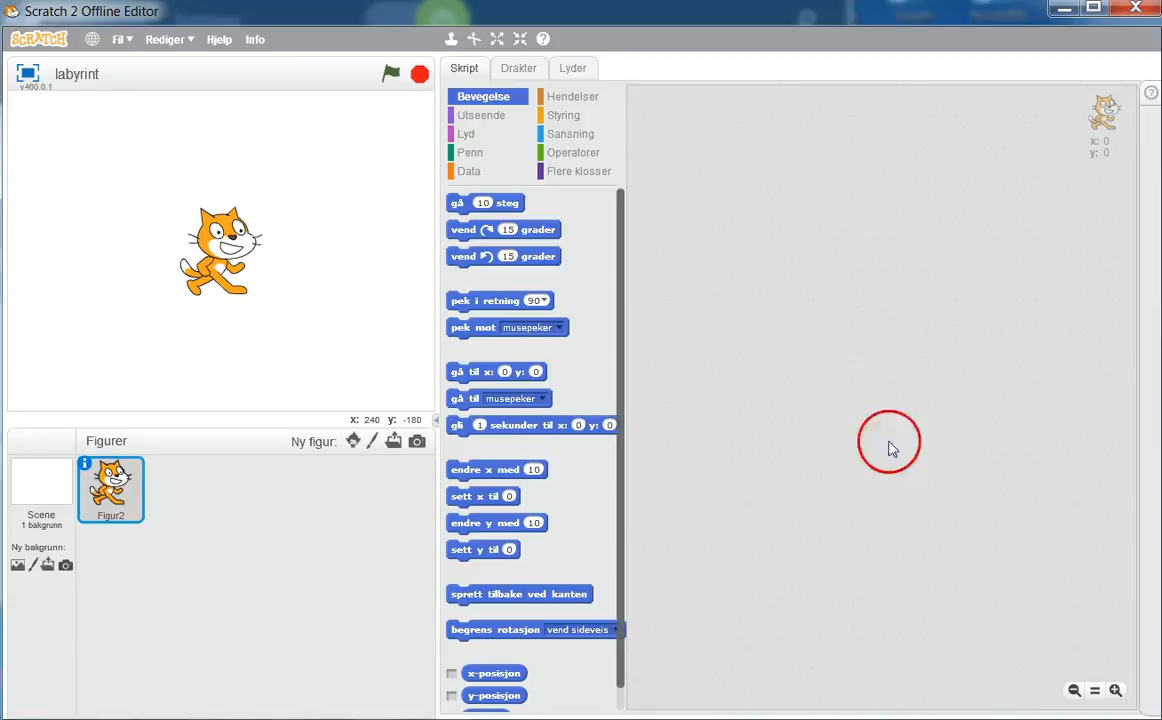 Scratch 2 Offline Editor
SCRATCH Fil Rediger Hjelp Info
labyrint
v460.0.1
Skript Drakter Lyder
Bevegelse Hendelser
Utseende Styring
Lyd Sansning
Penn Operatorer
Data Flere klosser
x: 0
y: 0
gå 10 steg
vend 15 grader
vend 15 grader
pek i retning 90
pek mot musepeker
gå til x: 0 y: 0
gå til musepeker
gli 1 sekunder til x: 0 y: 0
endre x med 10
sett x til 0
endre y med 10
sett y til 0
sprett tilbake ved kanten
begrens rotasjon vend sideveis
x-posisjon
y-posisjon
x: 240 y: -180
Figurer Ny figur:
Scene
1 bakgrunn
Figur2
Ny bakgrunn: